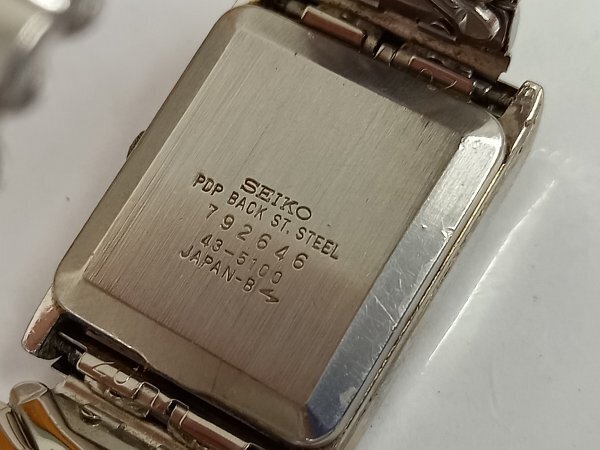 SEIKO
PDP BACK ST. STEEL
792646
43-5100
JAPAN-B